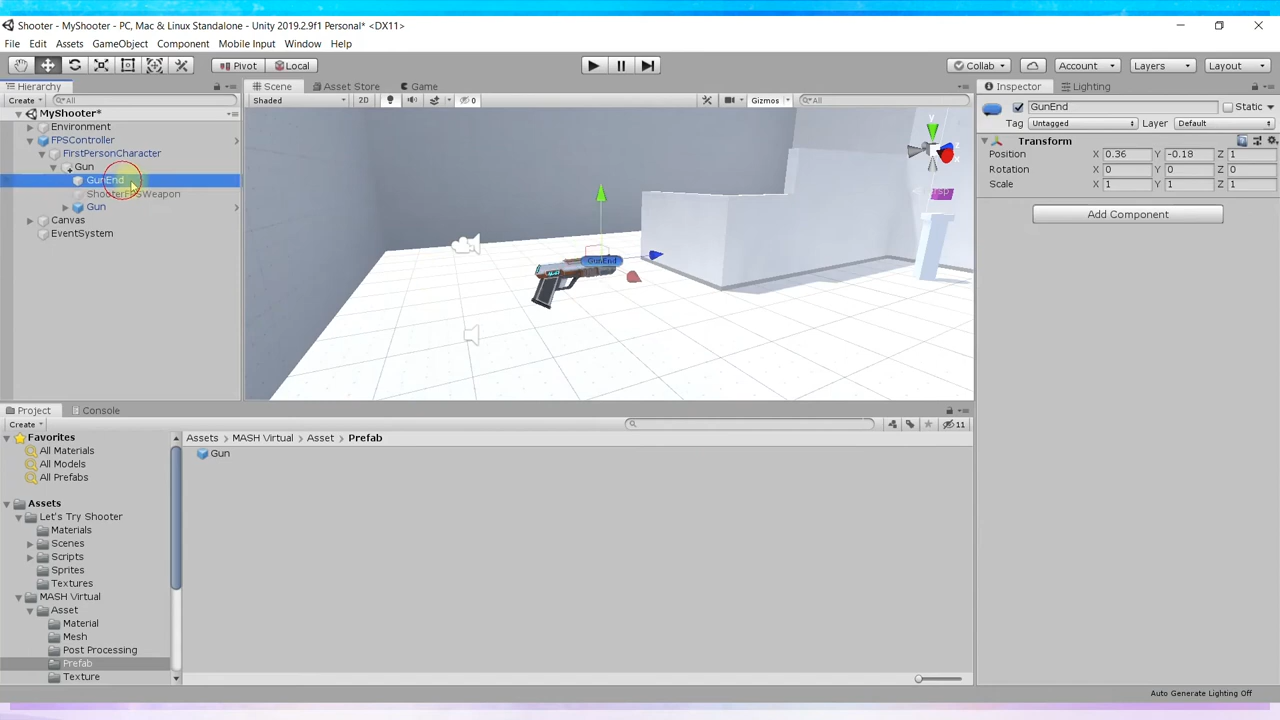 Shooter - MyShooter - PC, Mac & Linux Standalone - Unity 2019.2.9f1 Personal* <DX11>
File Edit Assets GameObject Component Mobile Input Window Help
Pivot Local Collab Account Layers Layout
Hierarchy Scene Asset Store Game Inspector Lighting
Create All Shaded 2D 0 Gizmos All
GunEnd Static
Tag Untagged Layer Default
MyShooter*
Environment
FPSController
FirstPersonCharacter
Gun
GunEnd
ShooterFPSWeapon
Gun
Canvas
EventSystem
y
x
z
Persp
GunEnd
Transform
Position X 0.36 Y -0.18 Z 1
Rotation X 0 Y 0 Z 0
Scale X 1 Y 1 Z 1
Add Component
Project Console
Create 11
Favorites
All Materials
All Models
All Prefabs
Assets
Let's Try Shooter
Materials
Scenes
Scripts
Sprites
Textures
MASH Virtual
Asset
Material
Mesh
Post Processing
Prefab
Texture
Assets MASH Virtual Asset Prefab
Gun
Auto Generate Lighting Off